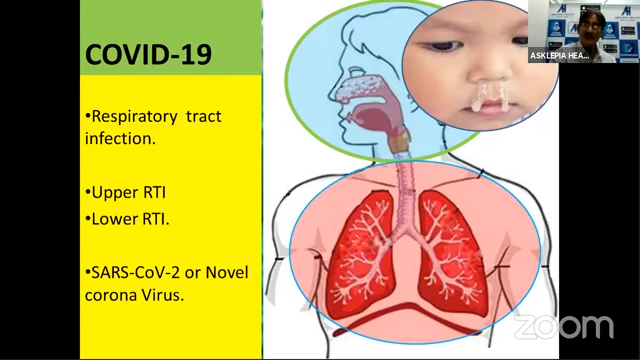 COVID-19
•Respiratory tract
infection.
•Upper RTI
•Lower RTI.
•SARS-CoV-2 or Novel
corona Virus.
ASKLEPIA HEA...
zoom